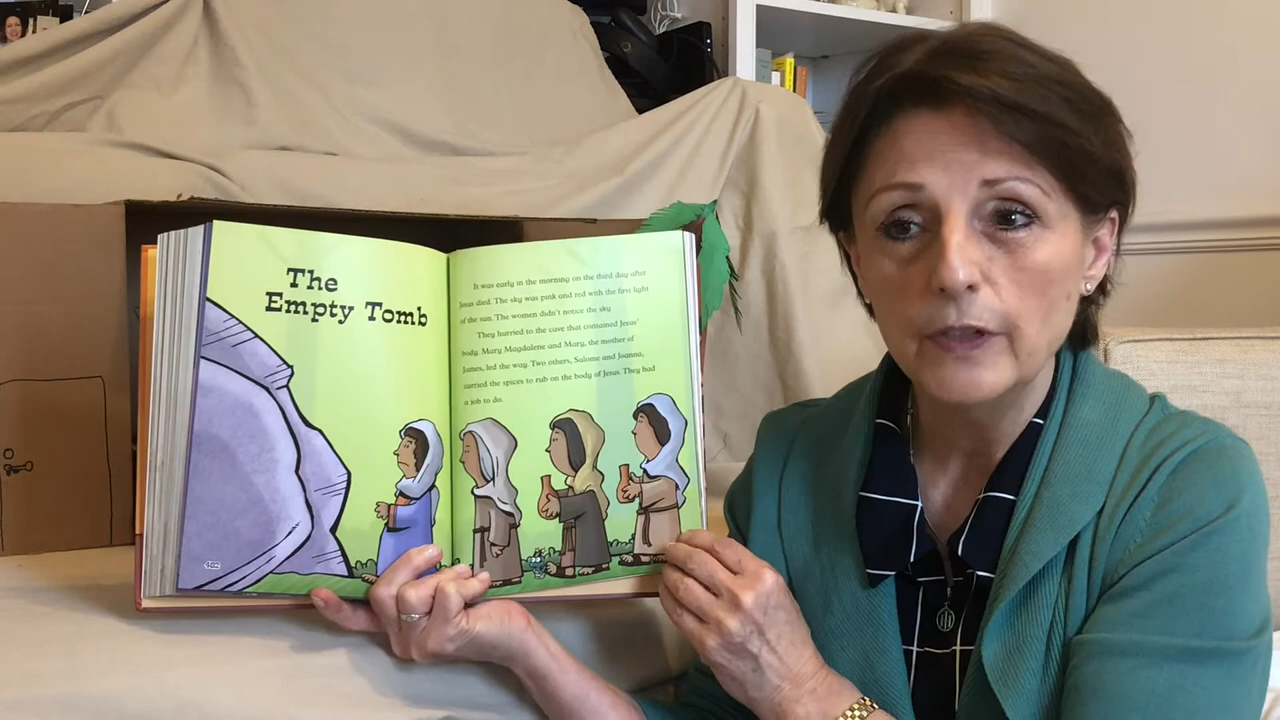 The
Empty Tomb
It was early in the morning on the third day after
Jesus died. The sky was pink and red with the first light
of the sun. The women didn't notice the sky
They hurried to the cave that contained Jesus'
body. Mary Magdalene and Mary, the mother of
James, led the way. Two others, Salome and Joanna,
carried the spices to rub on the body of Jesus. They had
a job to do.
402